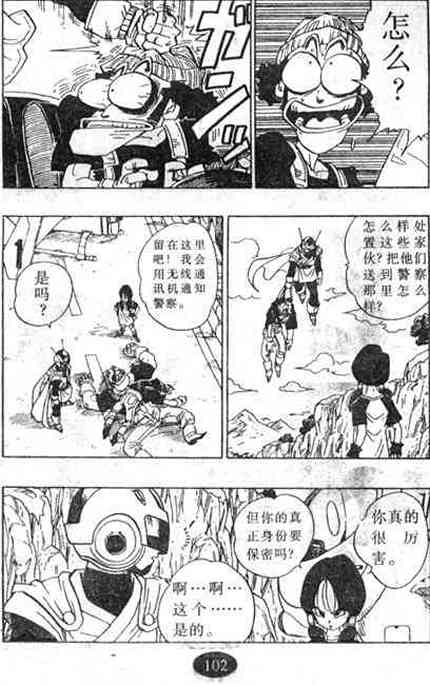 怎么？
怎么样处
置这些家
伙？把他们
送到警察
那里怎么
样？
留在这里
吧！我会
用无线通
讯机通知
警察。
是吗？
你真的
很厉
害。
但你的真
正身份要
保密吗？
啊…啊…
这个……
是的。
102